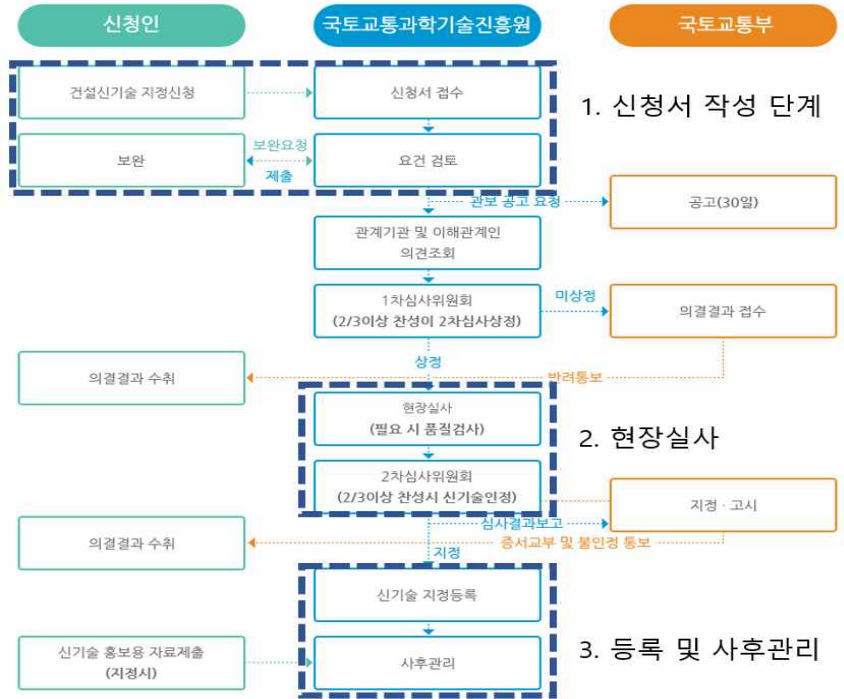 신청인
국토교통과학기술진흥원
국토교통부
건설신기술 지정신청
신청서 접수
1. 신청서 작성 단계
보완
보완요청
제출
요건 검토
관보 공고 요청
공고(30일)
관계기관 및 이해관계인
의견조회
1차심사위원회
(2/3이상 찬성이 2차심사상정)
미상정
의결결과 접수
상정
의결결과 수취
반려통보
현장실사
(필요 시 품질검사)
2. 현장실사
2차심사위원회
(2/3이상 찬성시 신기술인정)
지정 · 고시
심사결과보고
의결결과 수취
증서교부 및 불인정 통보
지정
신기술 지정등록
신기술 홍보용 자료제출
(지정시)
사후관리
3. 등록 및 사후관리